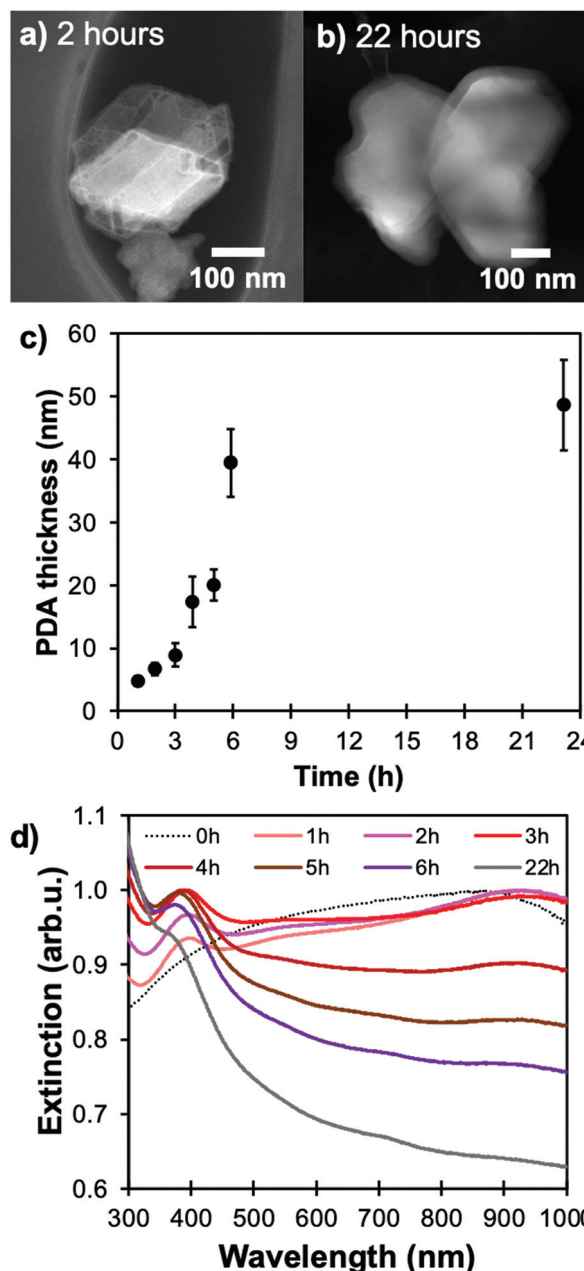 a) 2 hours
b) 22 hours
100 nm
100 nm
c)
60
50
40
30
20
10
0
PDA thickness (nm)
0 3 6 9 12 15 18 21 24
Time (h)
d)
1.1
1.0
0.9
0.8
0.7
0.6
Extinction (arb.u.)
0h 1h 2h 3h
4h 5h 6h 22h
300 400 500 600 700 800 900 1000
Wavelength (nm)